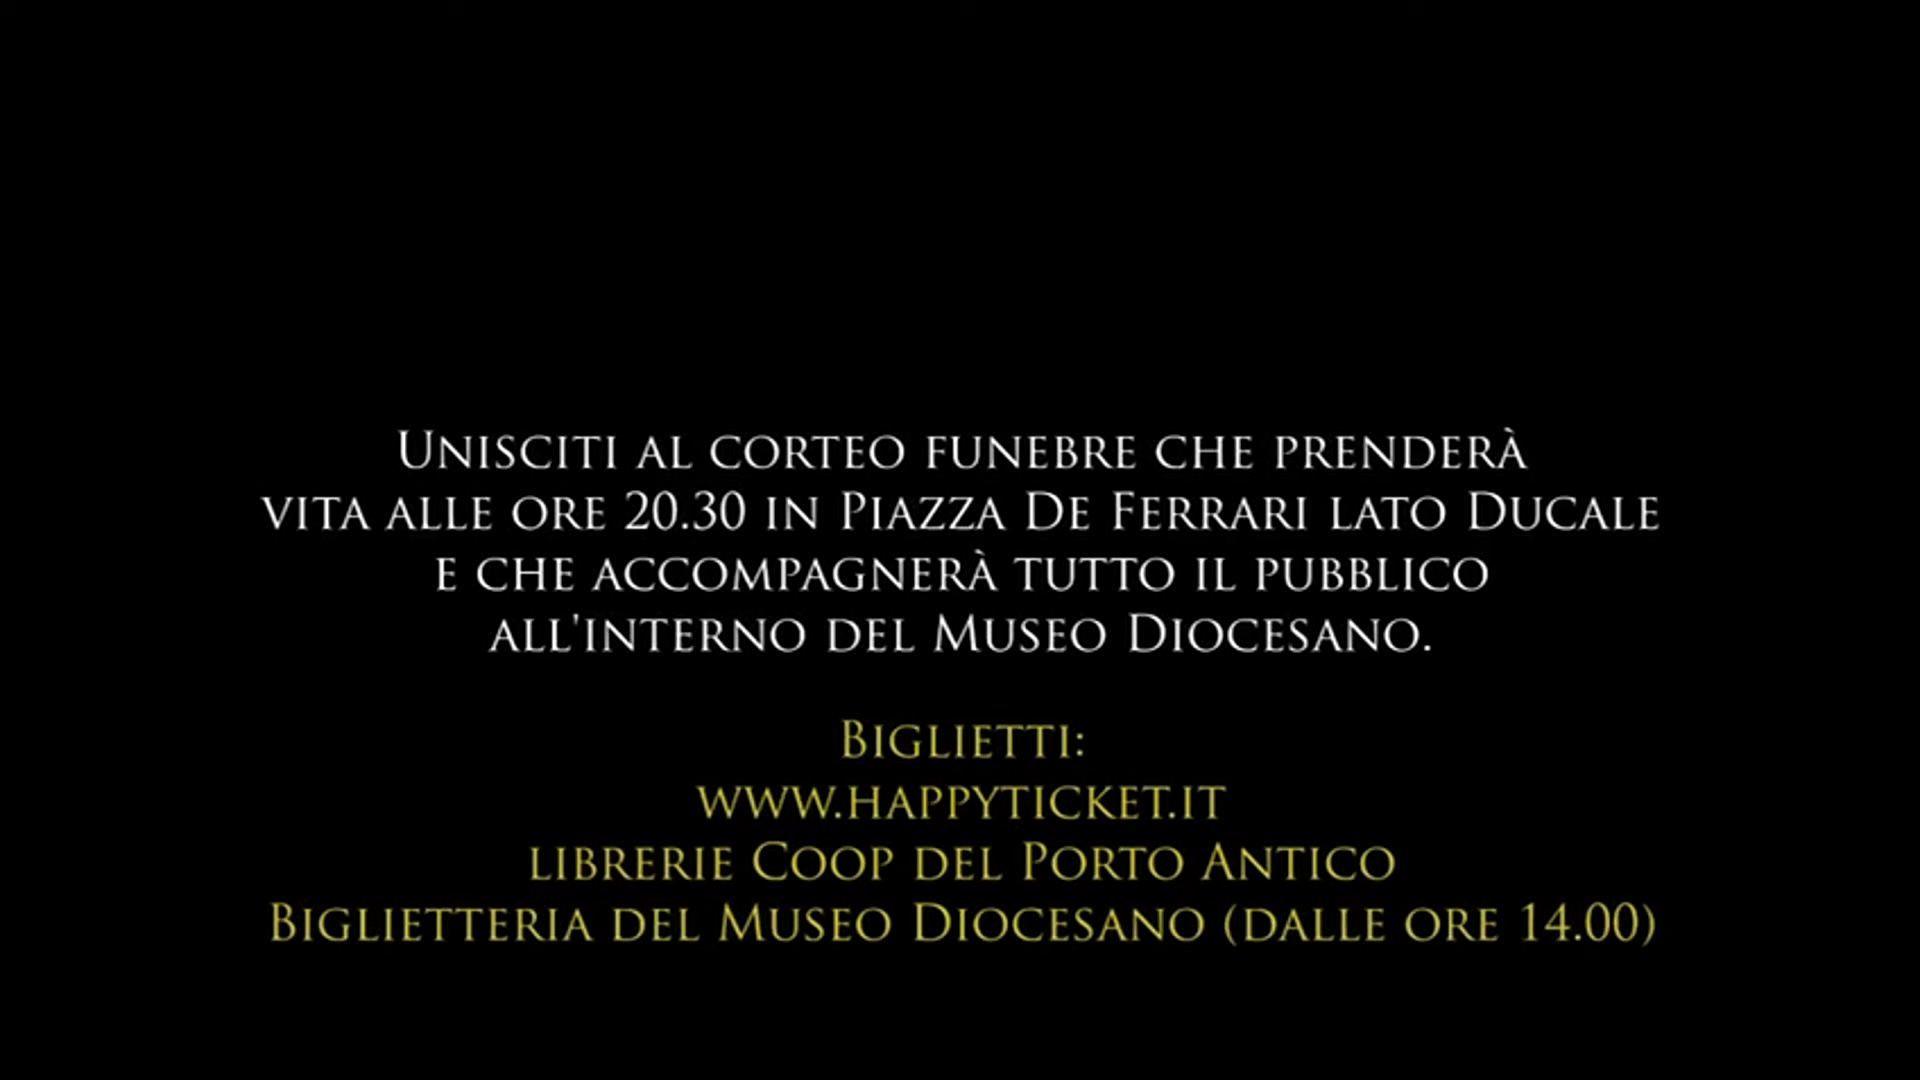 Unisciti al corteo funebre che prenderà
vita alle ore 20.30 in Piazza De Ferrari lato Ducale
e che accompagnerà tutto il pubblico
all'interno del Museo Diocesano.
Biglietti:
www.happyticket.it
librerie Coop del Porto Antico
Biglietteria del Museo Diocesano (dalle ore 14.00)